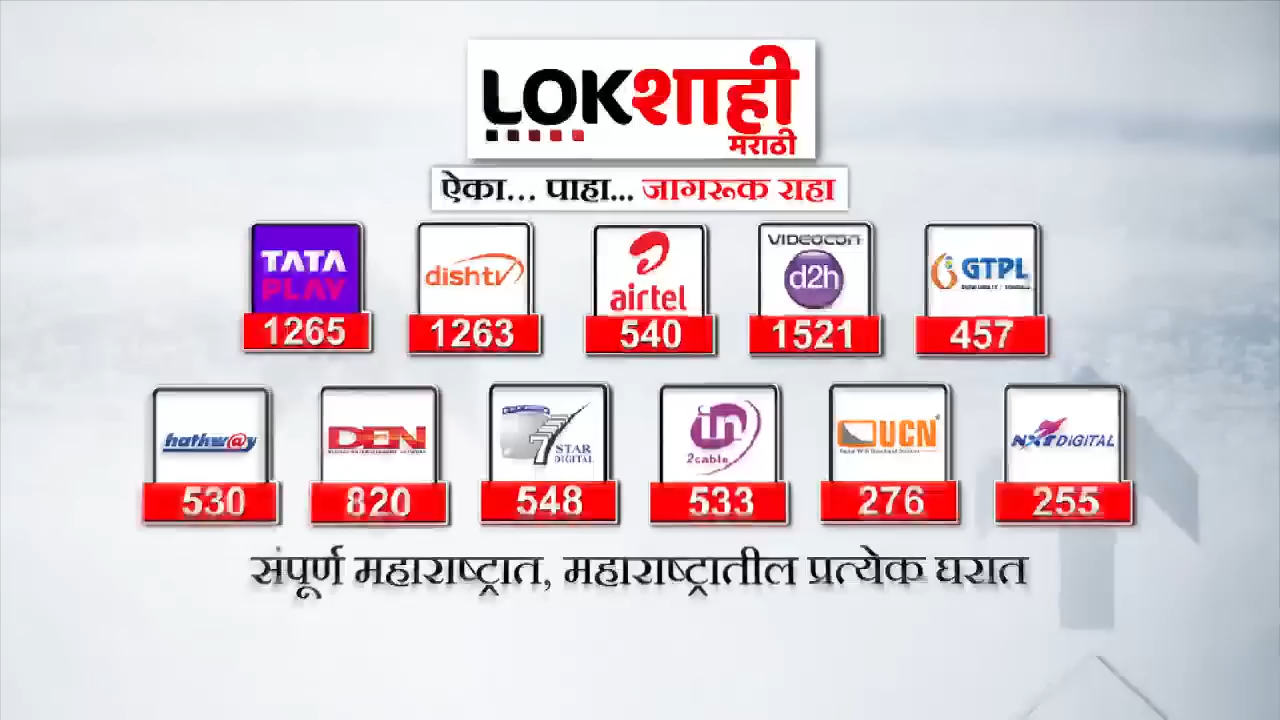 LOKशाही
मराठी
ऐका... पाहा... जागरूक राहा
TATA PLAY
dishtv
airtel
VIDEOCON d2h
GTPL
1265
1263
540
1521
457
hathw@y
DEN
7 STAR DIGITAL
in 2cable
UCN
NXT DIGITAL
530
820
548
533
276
255
संपूर्ण महाराष्ट्रात, महाराष्ट्रातील प्रत्येक घरात